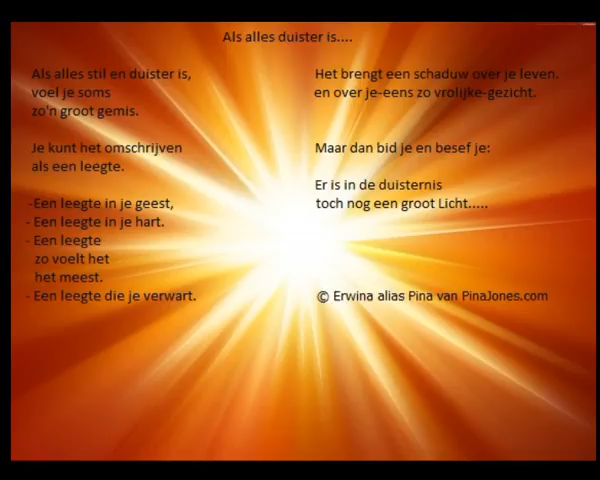 Als alles duister is....
Als alles stil en duister is,
voel je soms
zo'n groot gemis.
Je kunt het omschrijven
als een leegte.
-Een leegte in je geest,
- Een leegte in je hart.
- Een leegte
zo voelt het
het meest.
- Een leegte die je verwart.
Het brengt een schaduw over je leven.
en over je-eens zo vrolijke-gezicht.
Maar dan bid je en besef je:
Er is in de duisternis
toch nog een groot Licht.....
© Erwina alias Pina van PinaJones.com